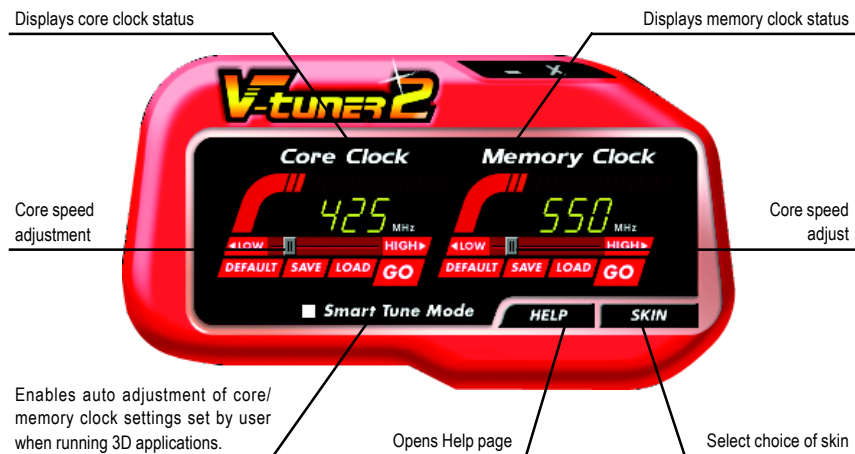 Displays core clock status
Displays memory clock status
V-TUNER 2
Core Clock
Memory Clock
425 MHz
550 MHz
Core speed
adjustment
Core speed
adjust
LOW HIGH
LOW HIGH
DEFAULT SAVE LOAD GO
DEFAULT SAVE LOAD GO
Smart Tune Mode
HELP
SKIN
Enables auto adjustment of core/
memory clock settings set by user
when running 3D applications.
Opens Help page
Select choice of skin